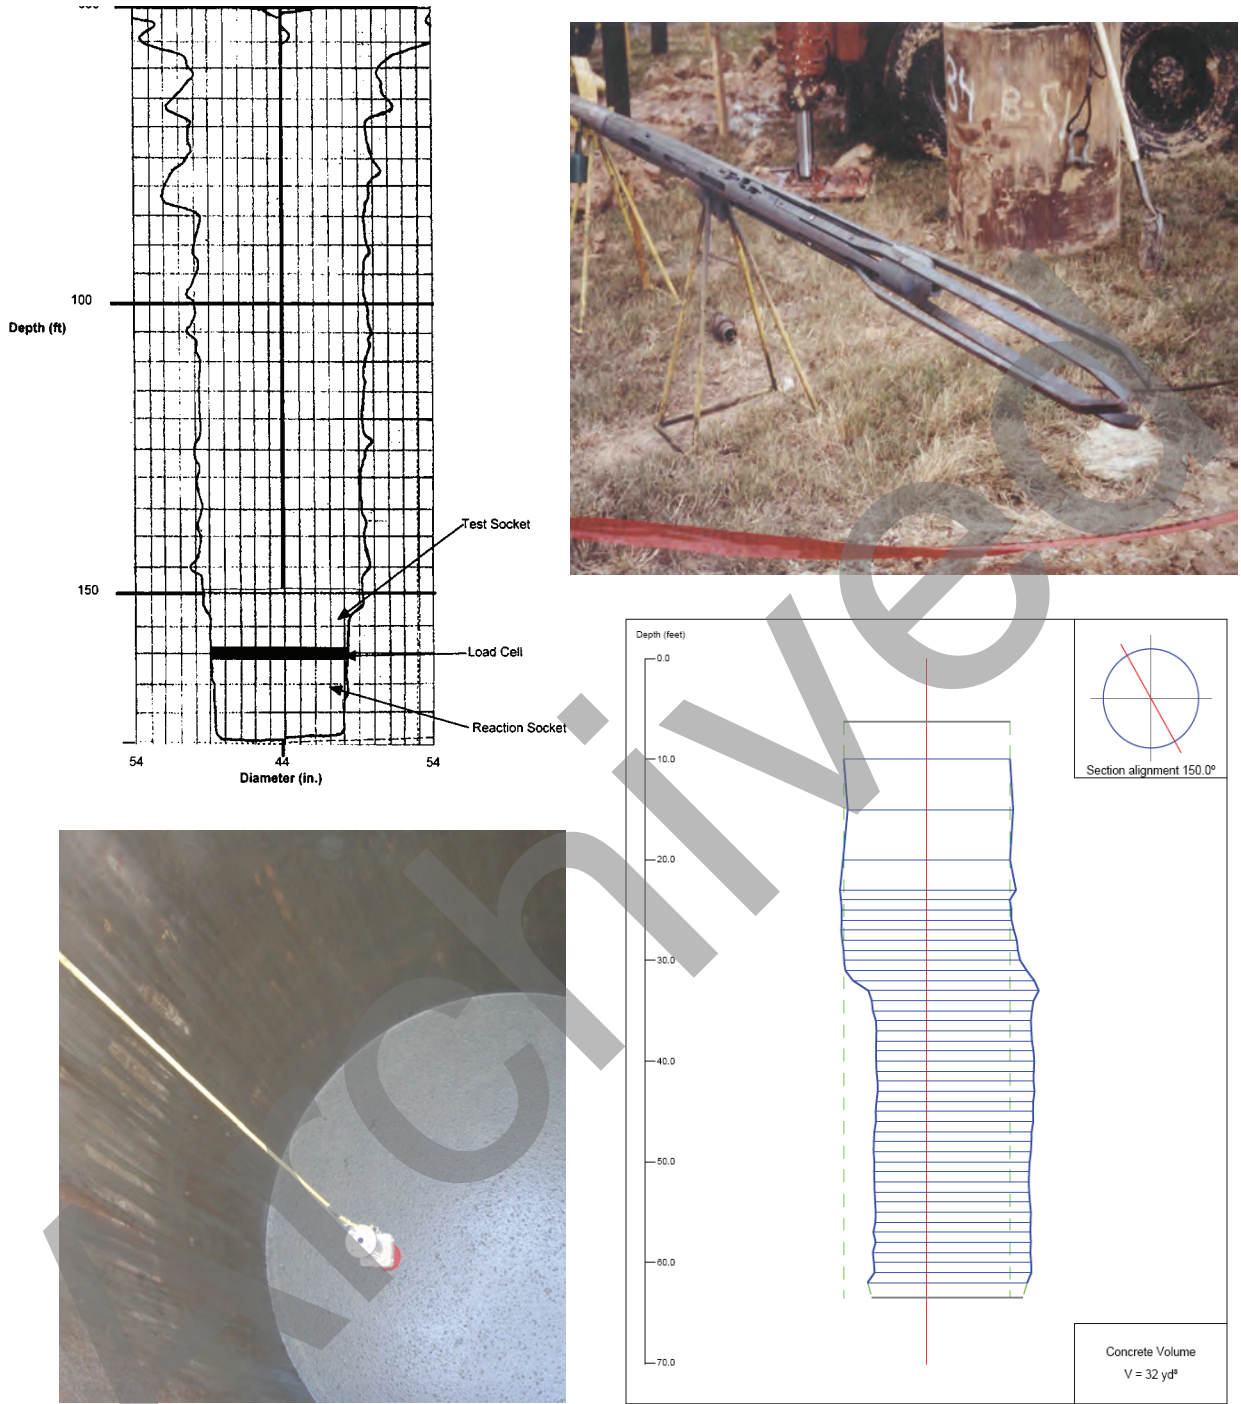 100
Depth (ft)
Test Socket
150
Load Cell
Reaction Socket
54
44
54
Diameter (in.)
B-51
Depth (feet)
0.0
10.0
Section alignment 150.0º
20.0
30.0
40.0
50.0
60.0
70.0
Concrete Volume
V = 32 yd³
Archived